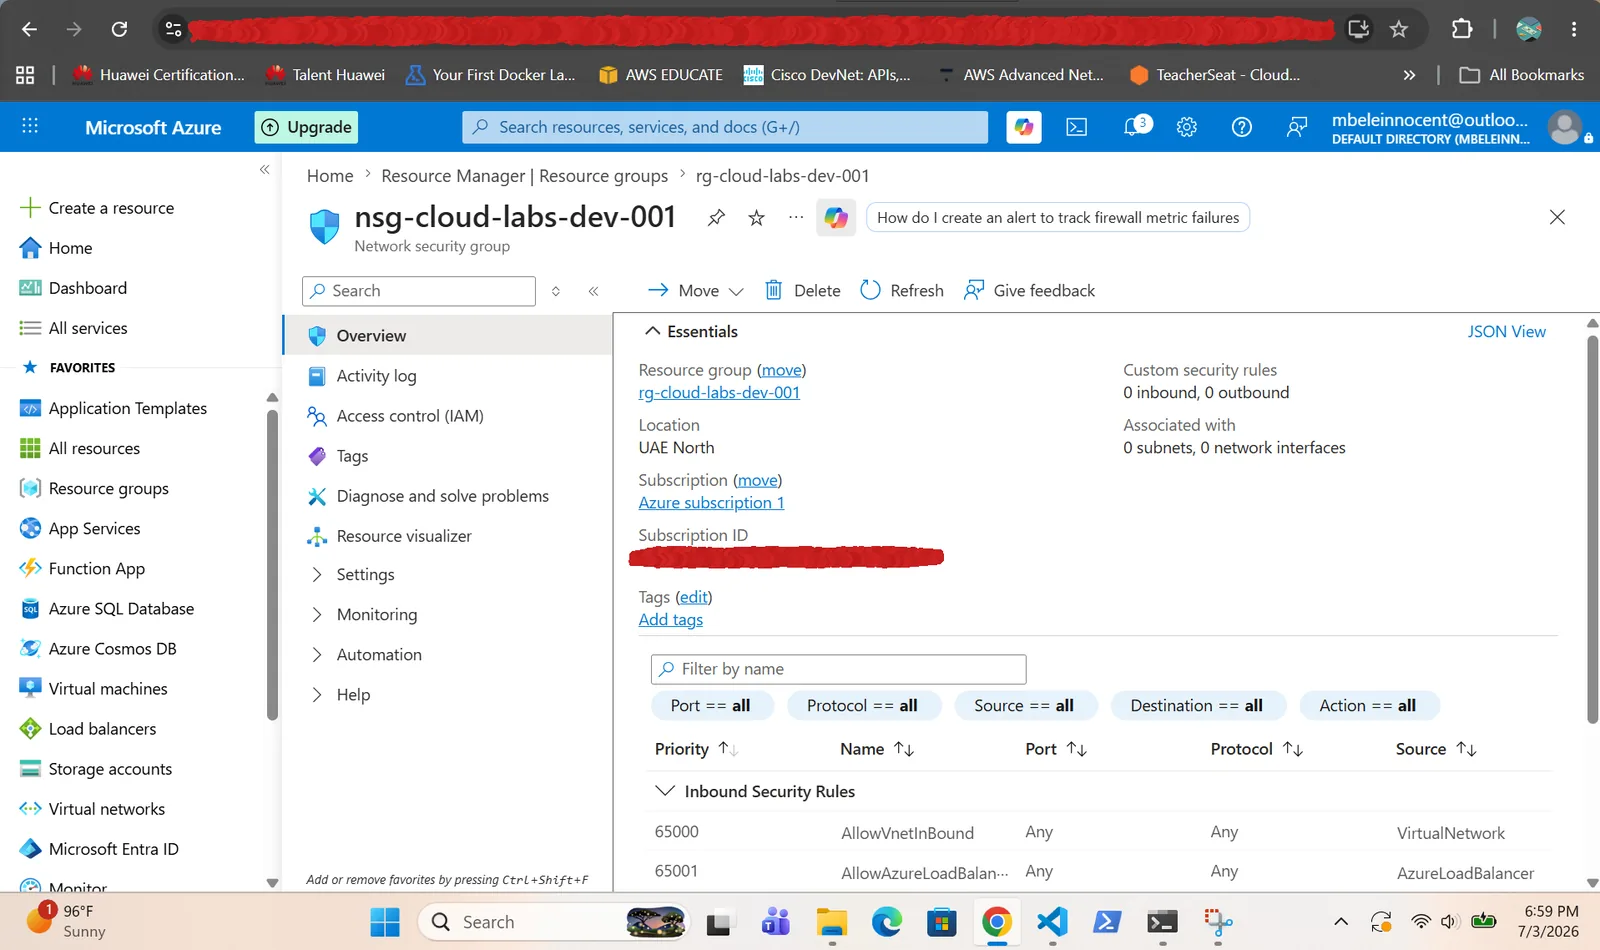 Huawei Certification...
Talent Huawei
Your First Docker La...
AWS EDUCATE
Cisco DevNet: APIs,...
AWS Advanced Net...
TeacherSeat - Cloud...
»
All Bookmarks
Microsoft Azure
Upgrade
Search resources, services, and docs (G+/)
3
mbeleinnocent@outloo...
DEFAULT DIRECTORY (MBELEINN...
Create a resource
Home
Dashboard
All services
FAVORITES
Application Templates
All resources
Resource groups
App Services
Function App
Azure SQL Database
Azure Cosmos DB
Virtual machines
Load balancers
Storage accounts
Virtual networks
Microsoft Entra ID
Monitor
Home > Resource Manager | Resource groups > rg-cloud-labs-dev-001
nsg-cloud-labs-dev-001
Network security group
How do I create an alert to track firewall metric failures
Search
Overview
Activity log
Access control (IAM)
Tags
Diagnose and solve problems
Resource visualizer
Settings
Monitoring
Automation
Help
Add or remove favorites by pressing Ctrl+Shift+F
Move
Delete
Refresh
Give feedback
Essentials
JSON View
Resource group (move)
rg-cloud-labs-dev-001
Location
UAE North
Subscription (move)
Azure subscription 1
Subscription ID
Custom security rules
0 inbound, 0 outbound
Associated with
0 subnets, 0 network interfaces
Tags (edit)
Add tags
Filter by name
Port == all
Protocol == all
Source == all
Destination == all
Action == all
Priority Name Port Protocol Source
Inbound Security Rules
65000 AllowVnetInBound Any Any VirtualNetwork
65001 AllowAzureLoadBalan... Any Any AzureLoadBalancer
1
96°F
Sunny
Search
6:59 PM
7/3/2026